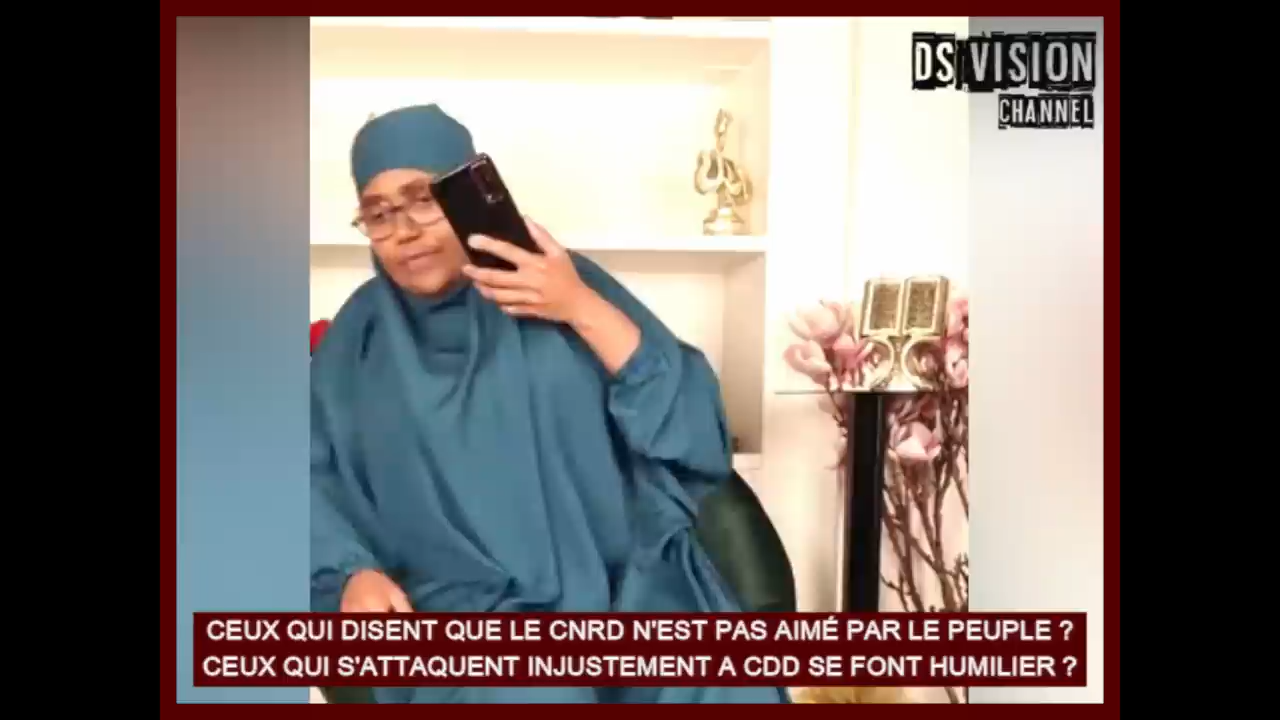 DS VISION
CHANNEL
CEUX QUI DISENT QUE LE CNRD N'EST PAS AIMÉ PAR LE PEUPLE ?
CEUX QUI S'ATTAQUENT INJUSTEMENT A CDD SE FONT HUMILIER ?